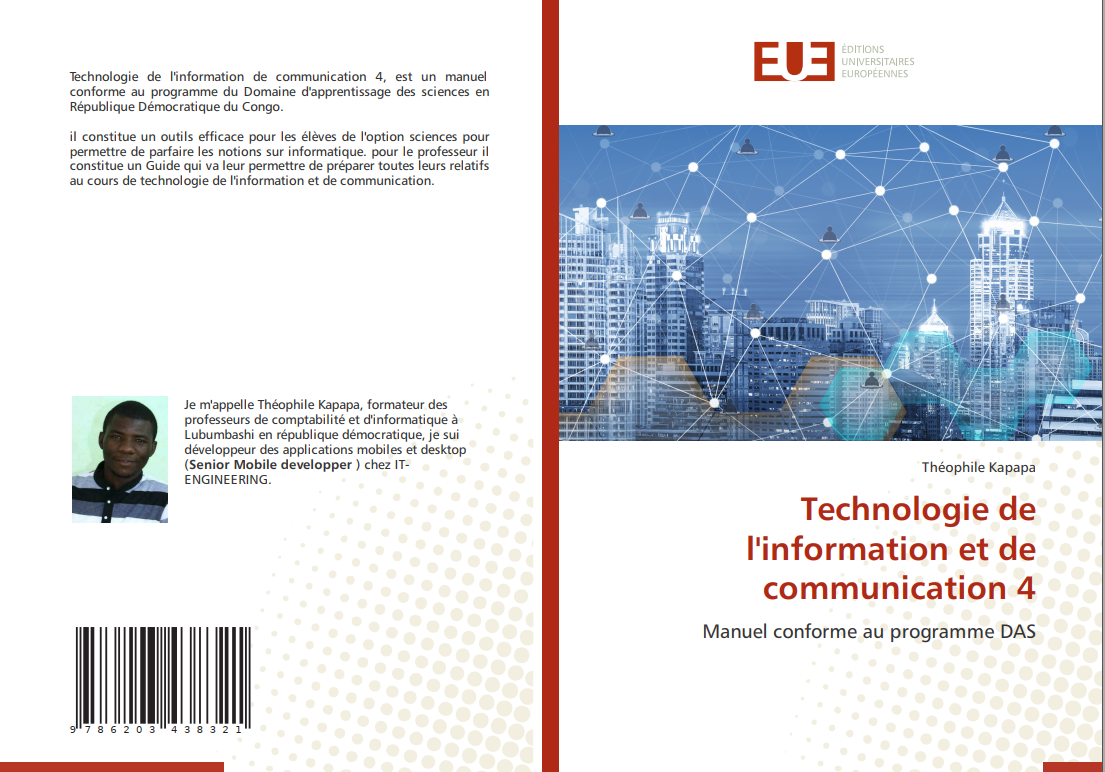 Technologie de l'information de communication 4, est un manuel
conforme au programme du Domaine d'apprentissage des sciences en
République Démocratique du Congo.
il constitue un outils efficace pour les élèves de l'option sciences pour
permettre de parfaire les notions sur informatique. pour le professeur il
constitue un Guide qui va leur permettre de préparer toutes leurs relatifs
au cours de technologie de l'information et de communication.
Je m'appelle Théophile Kapapa, formateur des
professeurs de comptabilité et d'informatique à
Lubumbashi en république démocratique, je sui
développeur des applications mobiles et desktop
(Senior Mobile developper ) chez IT-
ENGINEERING.
9 786203 438321
EUE
ÉDITIONS
UNIVERSITAIRES
EUROPÉENNES
Théophile Kapapa
Technologie de
l'information et de
communication 4
Manuel conforme au programme DAS